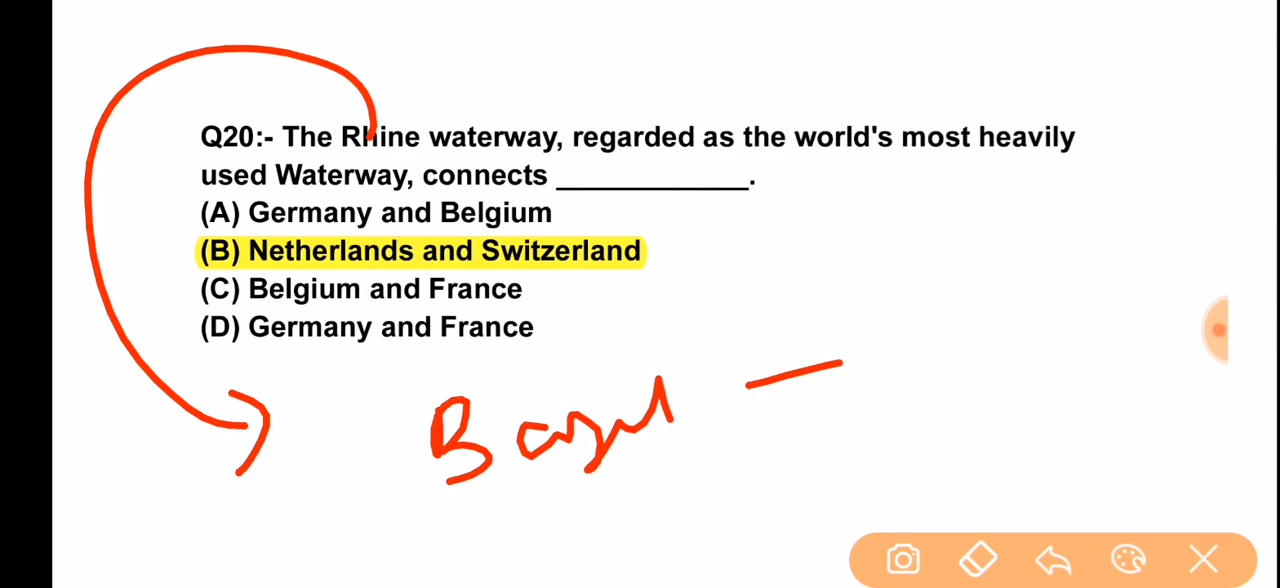 Q20:- The Rhine waterway, regarded as the world's most heavily
used Waterway, connects ____________.
(A) Germany and Belgium
(B) Netherlands and Switzerland
(C) Belgium and France
(D) Germany and France